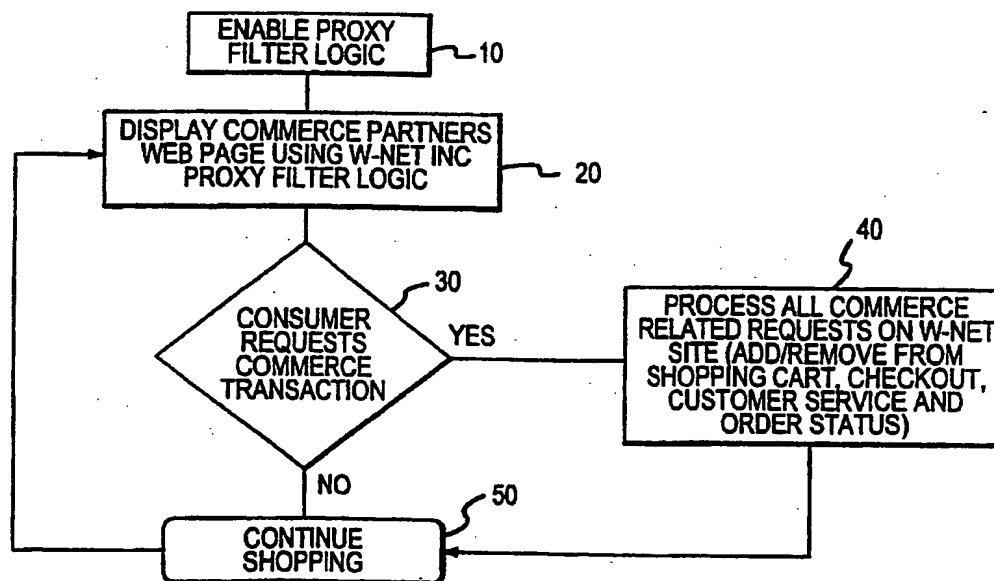 ENABLE PROXY
FILTER LOGIC
10
DISPLAY COMMERCE PARTNERS
WEB PAGE USING W-NET INC
PROXY FILTER LOGIC
20
30
CONSUMER
REQUESTS
COMMERCE
TRANSACTION
YES
40
PROCESS ALL COMMERCE
RELATED REQUESTS ON W-NET
SITE (ADD/REMOVE FROM
SHOPPING CART, CHECKOUT,
CUSTOMER SERVICE AND
ORDER STATUS)
NO
50
CONTINUE
SHOPPING